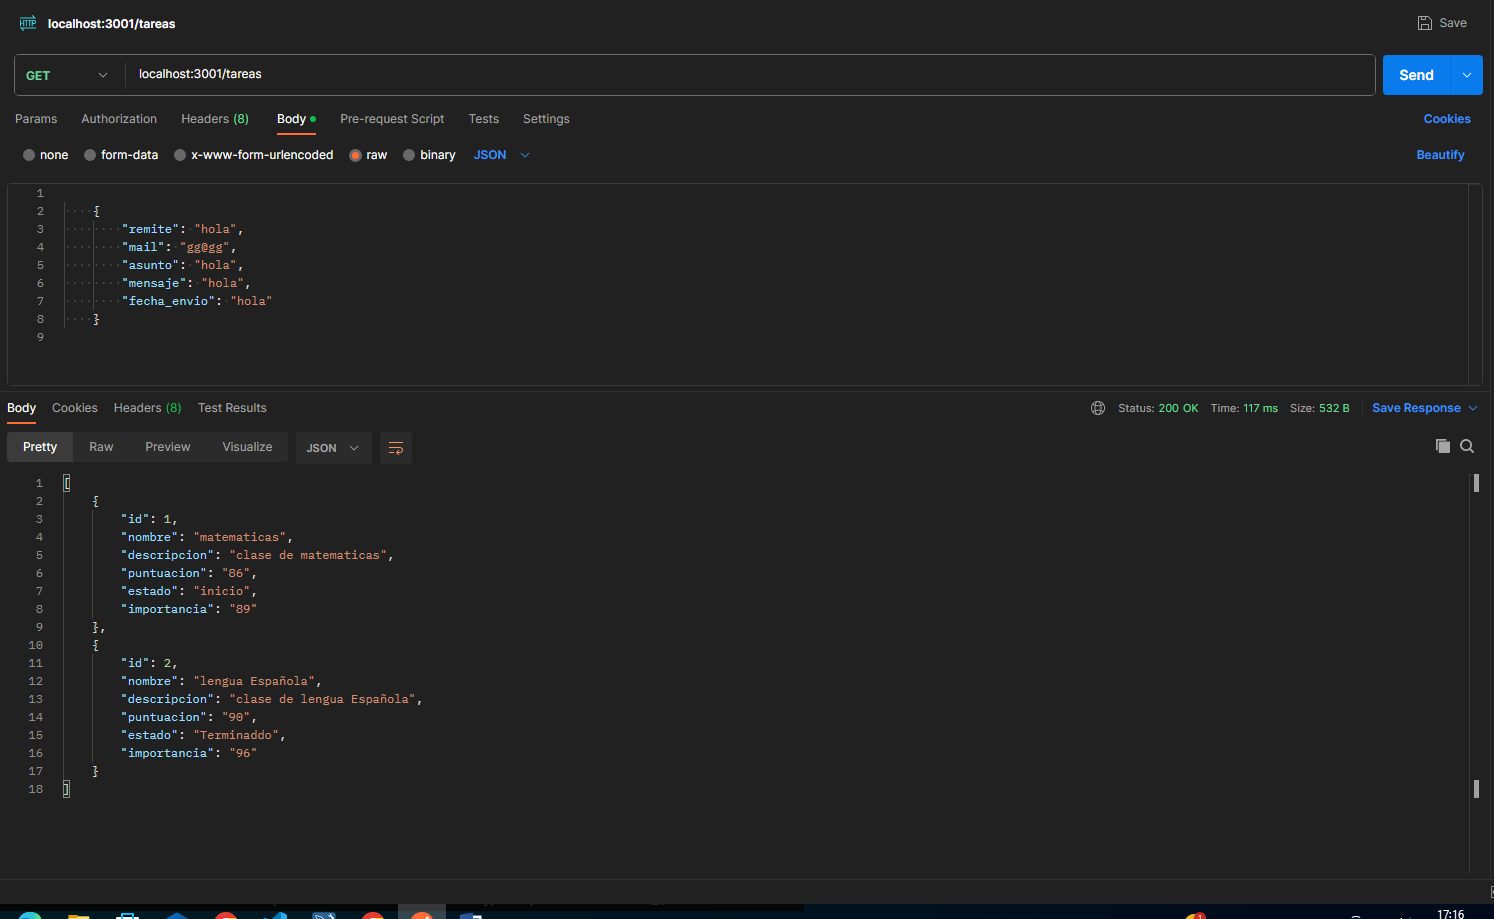 HTTP localhost:3001/tareas Save
GET localhost:3001/tareas Send
Params Authorization Headers (8) Body Pre-request Script Tests Settings Cookies
none form-data x-www-form-urlencoded raw binary JSON Beautify
1
2 {
3 "remite": "hola",
4 "mail": "gg@gg",
5 "asunto": "hola",
6 "mensaje": "hola",
7 "fecha_envio": "hola"
8 }
9
Body Cookies Headers (8) Test Results Status: 200 OK Time: 117 ms Size: 532 B Save Response
Pretty Raw Preview Visualize JSON
1 [
2 {
3 "id": 1,
4 "nombre": "matematicas",
5 "descripcion": "clase de matematicas",
6 "puntuacion": "86",
7 "estado": "inicio",
8 "importancia": "89"
9 },
10 {
11 "id": 2,
12 "nombre": "lengua Española",
13 "descripcion": "clase de lengua Española",
14 "puntuacion": "90",
15 "estado": "Terminaddo",
16 "importancia": "96"
17 }
18 ]
1 17:16